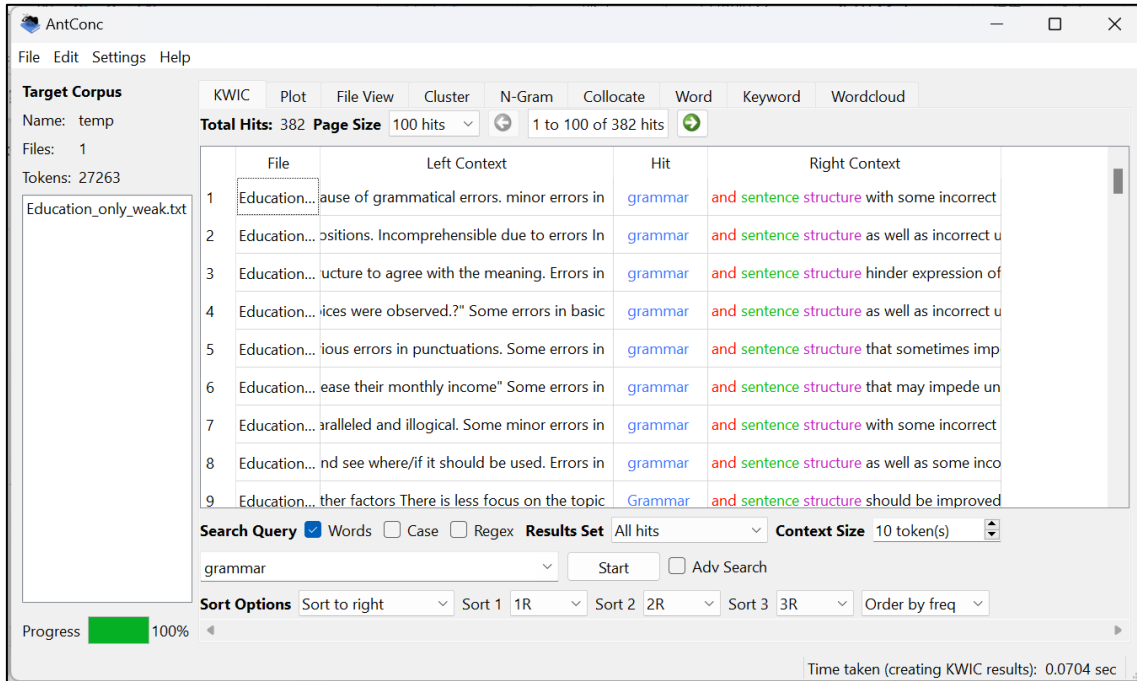 AntConc
File Edit Settings Help
Target Corpus
Name: temp
Files: 1
Tokens: 27263
Education_only_weak.txt
Progress 100%
KWIC Plot File View Cluster N-Gram Collocate Word Keyword Wordcloud
Total Hits: 382 Page Size 100 hits 1 to 100 of 382 hits
File Left Context Hit Right Context
1 Education... ause of grammatical errors. minor errors in grammar and sentence structure with some incorrect
2 Education... ositions. Incomprehensible due to errors In grammar and sentence structure as well as incorrect u
3 Education... ucture to agree with the meaning. Errors in grammar and sentence structure hinder expression of
4 Education... ices were observed.?" Some errors in basic grammar and sentence structure as well as incorrect u
5 Education... ious errors in punctuations. Some errors in grammar and sentence structure that sometimes imp
6 Education... ease their monthly income" Some errors in grammar and sentence structure that may impede un
7 Education... aralleled and illogical. Some minor errors in grammar and sentence structure with some incorrect
8 Education... nd see where/if it should be used. Errors in grammar and sentence structure as well as some inco
9 Education... ther factors There is less focus on the topic Grammar and sentence structure should be improved
Search Query Words Case Regex Results Set All hits Context Size 10 token(s)
grammar Start Adv Search
Sort Options Sort to right Sort 1 1R Sort 2 2R Sort 3 3R Order by freq
Time taken (creating KWIC results): 0.0704 sec